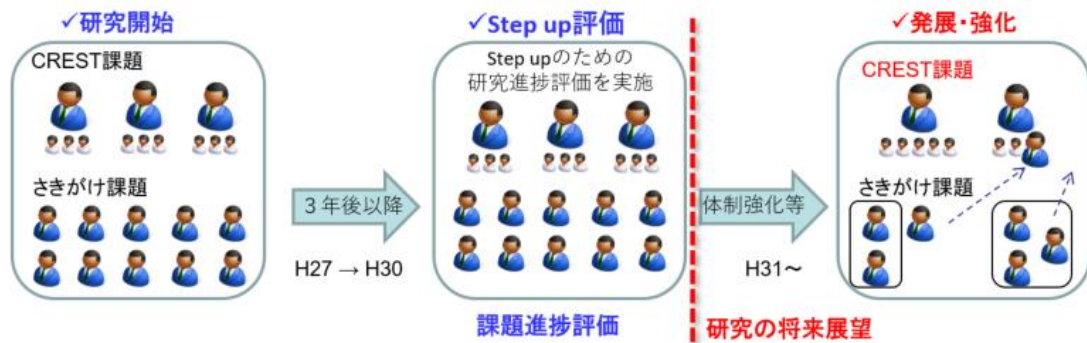 ✓研究開始
CREST課題
さきがけ課題
3年後以降
H27 → H30
✓Step up評価
Step upのための
研究進捗評価を実施
課題進捗評価
体制強化等
H31～
研究の将来展望
✓発展・強化
CREST課題
さきがけ課題